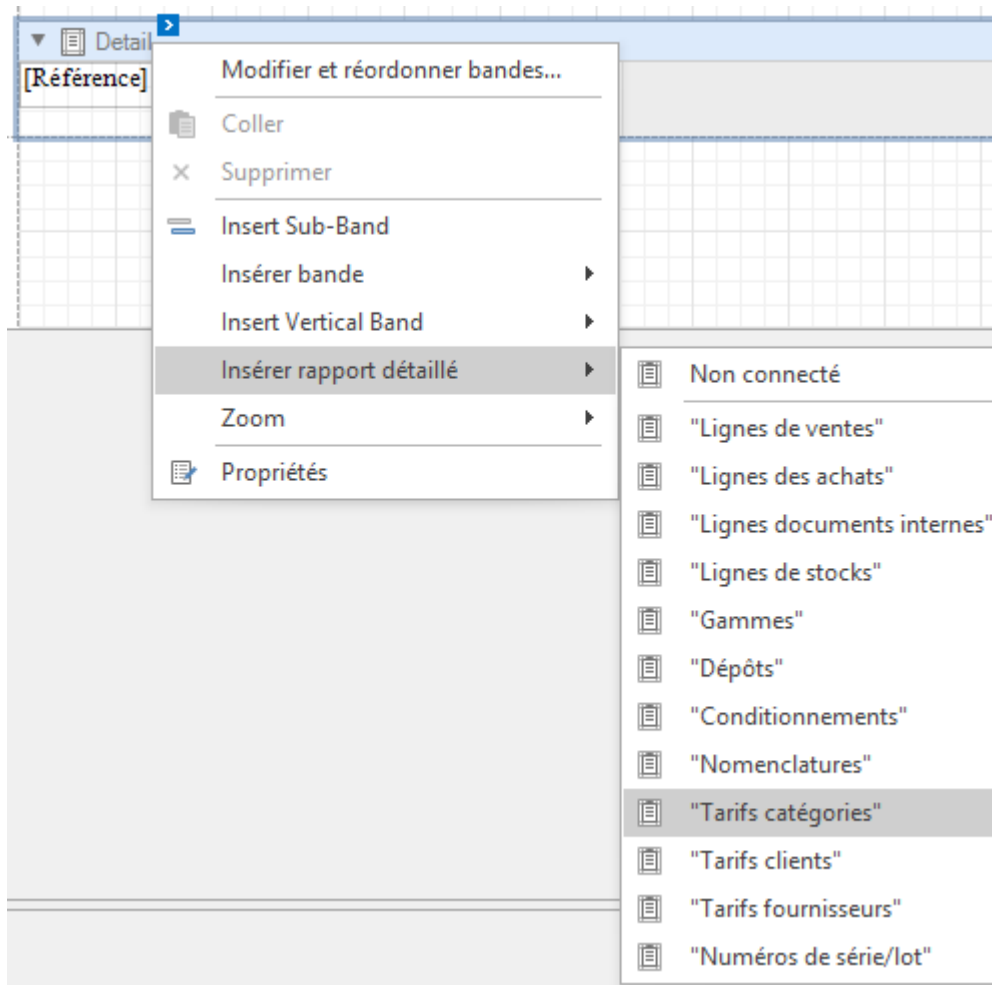 Detail
[Référence]
Modifier et réordonner bandes...
Coller
Supprimer
Insert Sub-Band
Insérer bande
Insert Vertical Band
Insérer rapport détaillé
Zoom
Propriétés
Non connecté
"Lignes de ventes"
"Lignes des achats"
"Lignes documents internes"
"Lignes de stocks"
"Gammes"
"Dépôts"
"Conditionnements"
"Nomenclatures"
"Tarifs catégories"
"Tarifs clients"
"Tarifs fournisseurs"
"Numéros de série/lot"